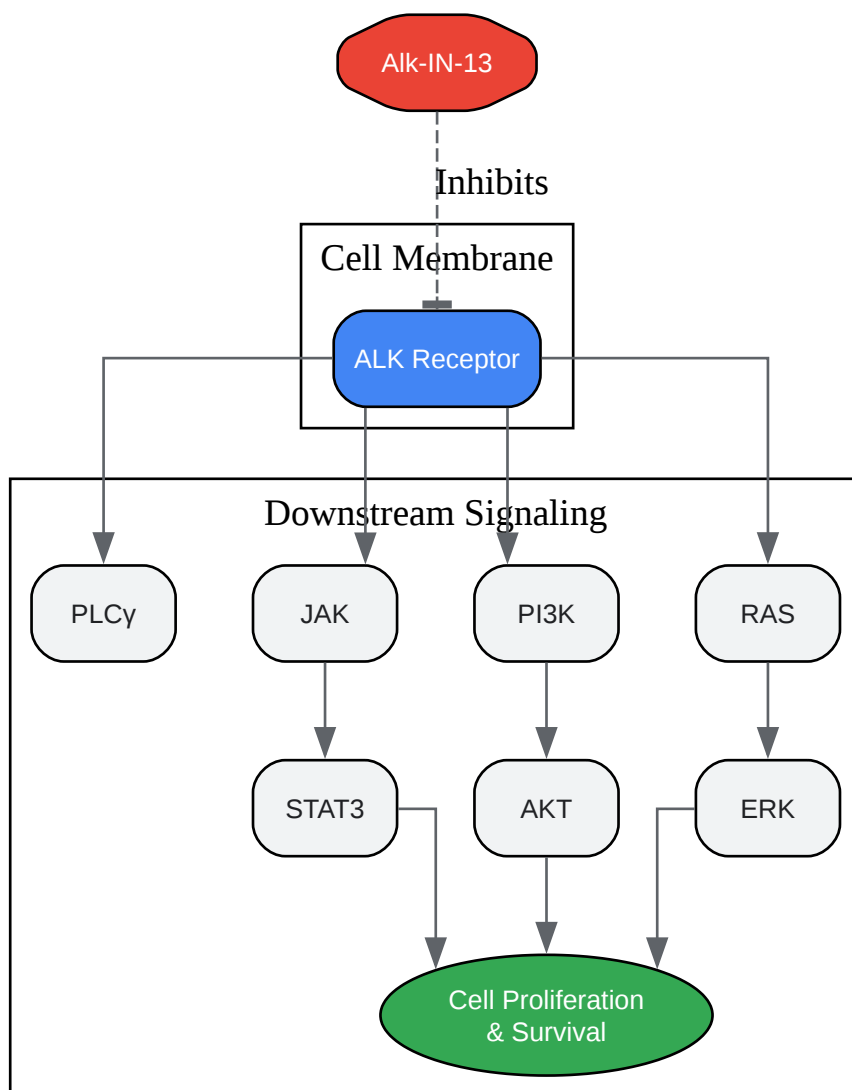 Alk-IN-13
Inhibits
Cell Membrane
ALK Receptor
Downstream Signaling
PLCγ
JAK
PI3K
RAS
STAT3
AKT
ERK
Cell Proliferation
& Survival